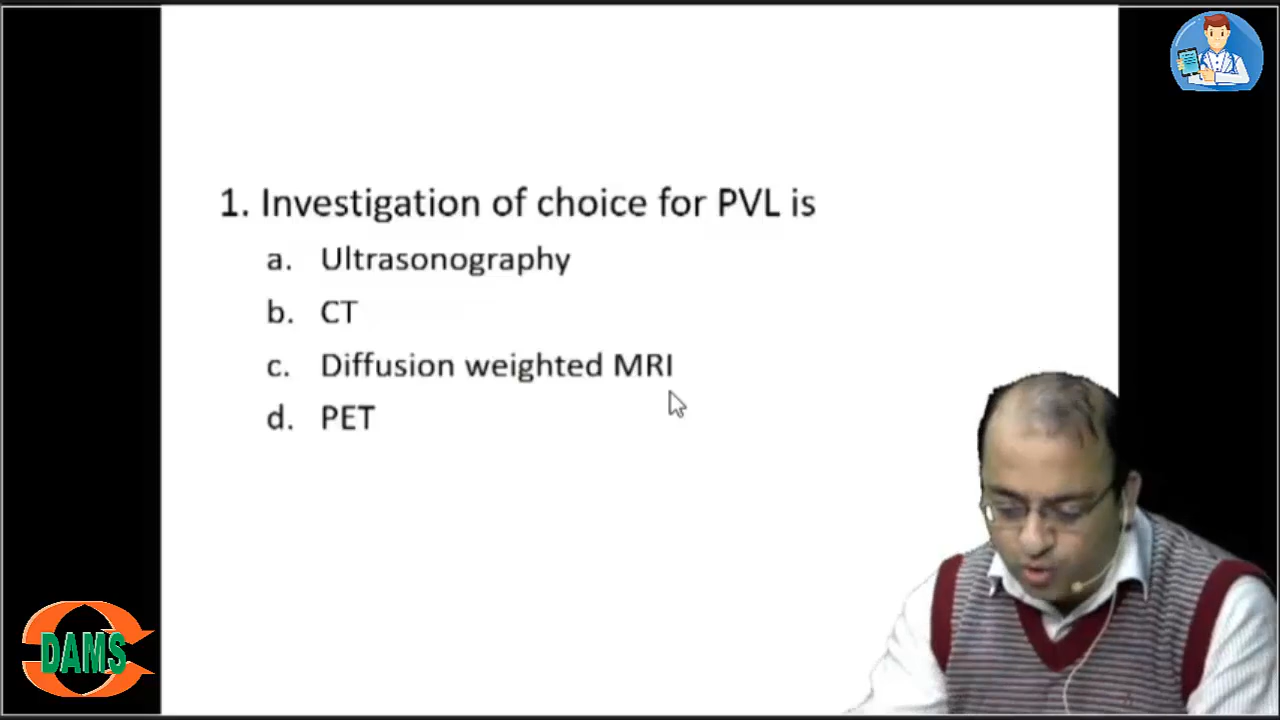 1. Investigation of choice for PVL is
a. Ultrasonography
b. CT
c. Diffusion weighted MRI
d. PET
DAMS